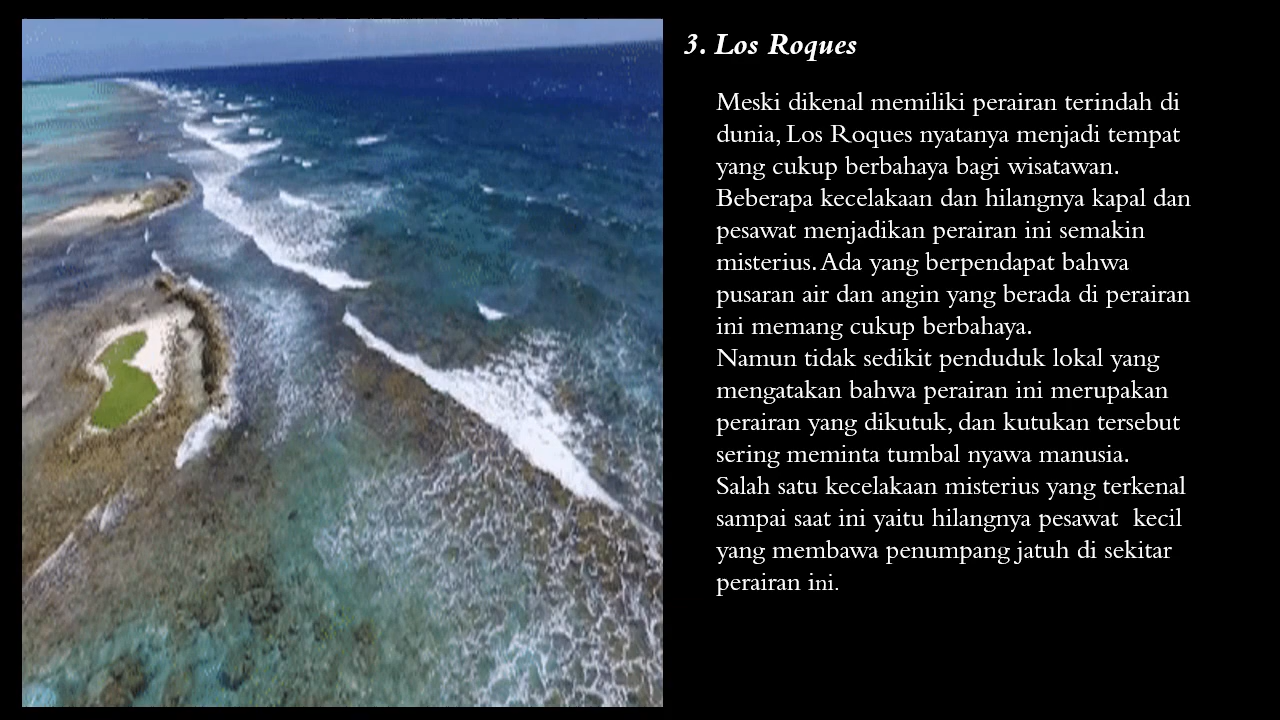 3. Los Roques
Meski dikenal memiliki perairan terindah di
dunia, Los Roques nyatanya menjadi tempat
yang cukup berbahaya bagi wisatawan.
Beberapa kecelakaan dan hilangnya kapal dan
pesawat menjadikan perairan ini semakin
misterius. Ada yang berpendapat bahwa
pusaran air dan angin yang berada di perairan
ini memang cukup berbahaya.
Namun tidak sedikit penduduk lokal yang
mengatakan bahwa perairan ini merupakan
perairan yang dikutuk, dan kutukan tersebut
sering meminta tumbal nyawa manusia.
Salah satu kecelakaan misterius yang terkenal
sampai saat ini yaitu hilangnya pesawat  kecil
yang membawa penumpang jatuh di sekitar
perairan ini.